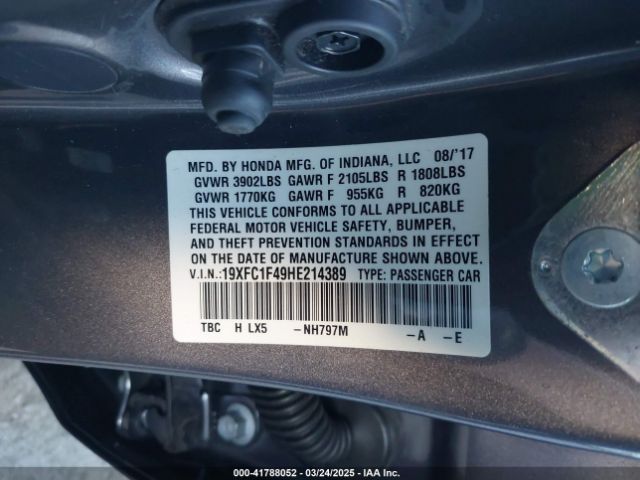 MFD. BY HONDA MFG. OF INDIANA, LLC 08/'17
GVWR 3902LBS GAWR F 2105LBS R 1808LBS
GVWR 1770KG GAWR F 955KG R 820KG
THIS VEHICLE CONFORMS TO ALL APPLICABLE
FEDERAL MOTOR VEHICLE SAFETY, BUMPER,
AND THEFT PREVENTION STANDARDS IN EFFECT
ON THE DATE OF MANUFACTURE SHOWN ABOVE.
V.I.N.:19XFC1F49HE214389 TYPE: PASSENGER CAR
TBC H LX5 -NH797M -A -E
000-41788052 — 03/24/2025 — IAA Inc.